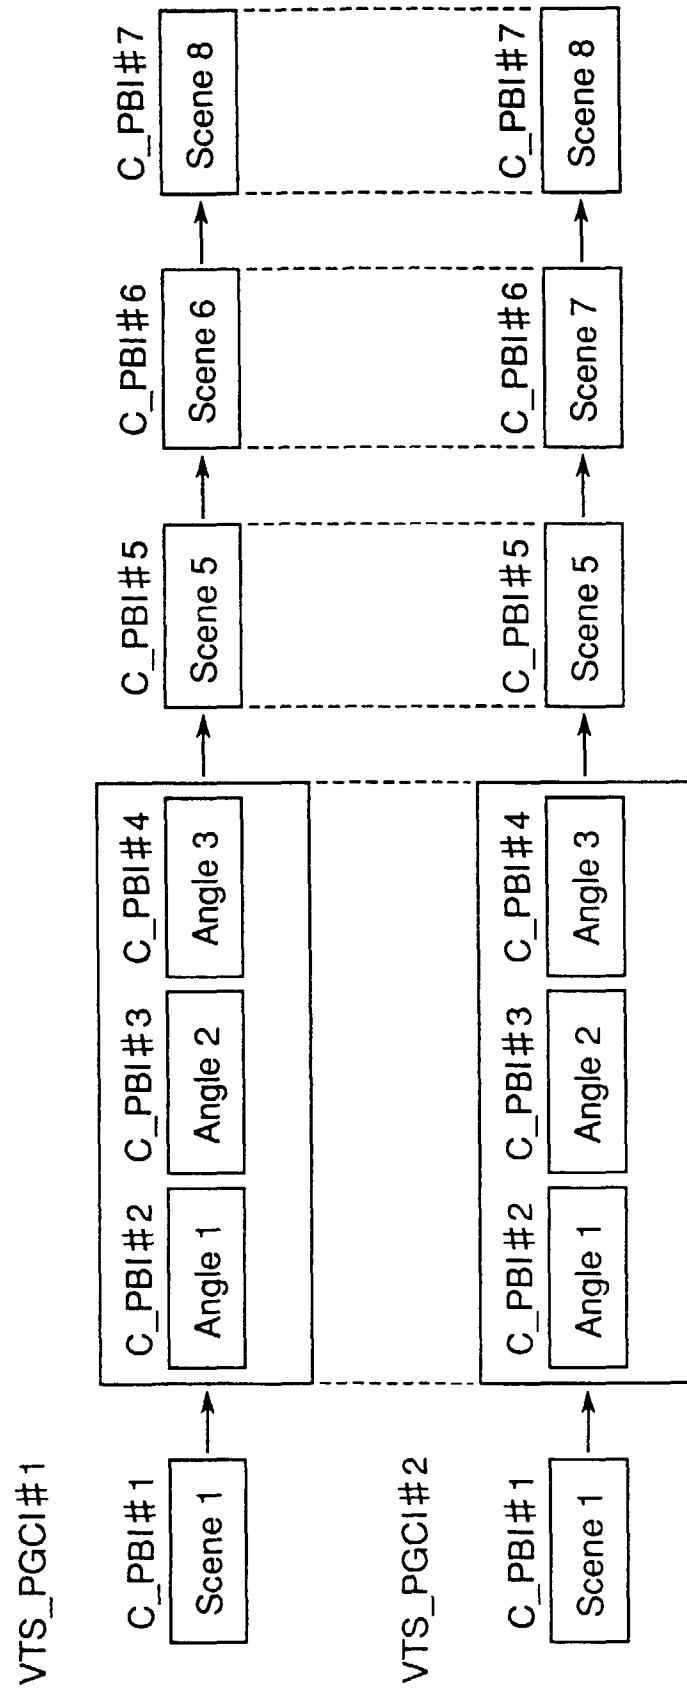 VTS_PGCI#1
C_PBI#1
Scene 1
C_PBI#2
Angle 1
C_PBI#3
Angle 2
C_PBI#4
Angle 3
C_PBI#5
Scene 5
C_PBI#6
Scene 6
C_PBI#7
Scene 8
VTS_PGCI#2
C_PBI#1
Scene 1
C_PBI#2
Angle 1
C_PBI#3
Angle 2
C_PBI#4
Angle 3
C_PBI#5
Scene 5
C_PBI#6
Scene 7
C_PBI#7
Scene 8